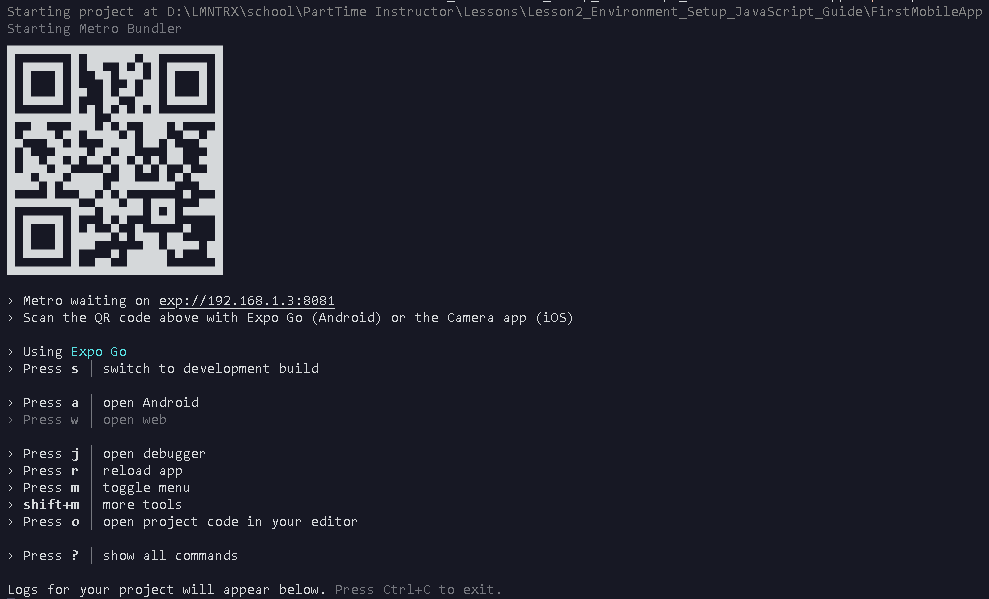 Starting project at D:\LMNTRX\school\PartTime Instructor\Lessons\Lesson2_Environment_Setup_JavaScript_Guide\FirstMobileApp
Starting Metro Bundler
› Metro waiting on exp://192.168.1.3:8081
› Scan the QR code above with Expo Go (Android) or the Camera app (iOS)
› Using Expo Go
› Press s │ switch to development build
› Press a │ open Android
› Press w │ open web
› Press j │ open debugger
› Press r │ reload app
› Press m │ toggle menu
› shift+m │ more tools
› Press o │ open project code in your editor
› Press ? │ show all commands
Logs for your project will appear below. Press Ctrl+C to exit.